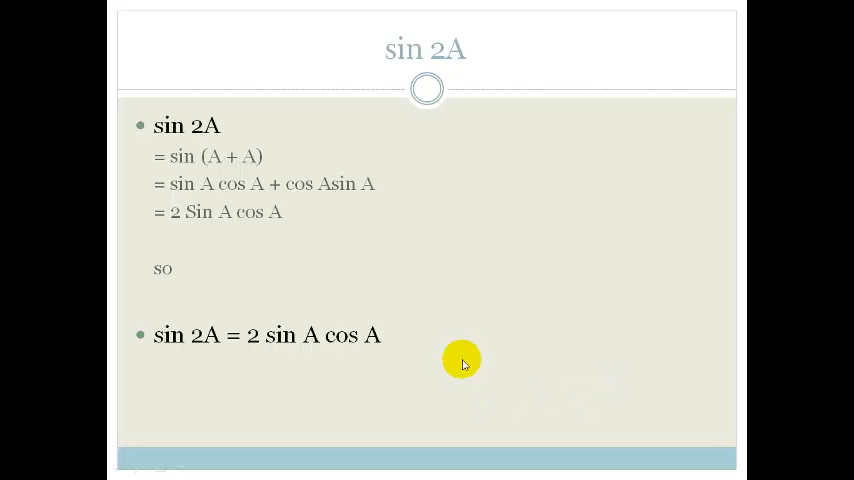 sin 2A
• sin 2A
= sin (A + A)
= sin A cos A + cos Asin A
= 2 Sin A cos A
so
• sin 2A = 2 sin A cos A